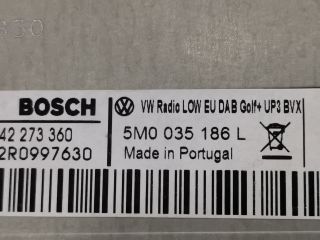 BOSCH
VW Radio LOW EU DAB Golf+ UP3 BVX
42 273 360
5M0 035 186 L
2R0997630
Made in Portugal